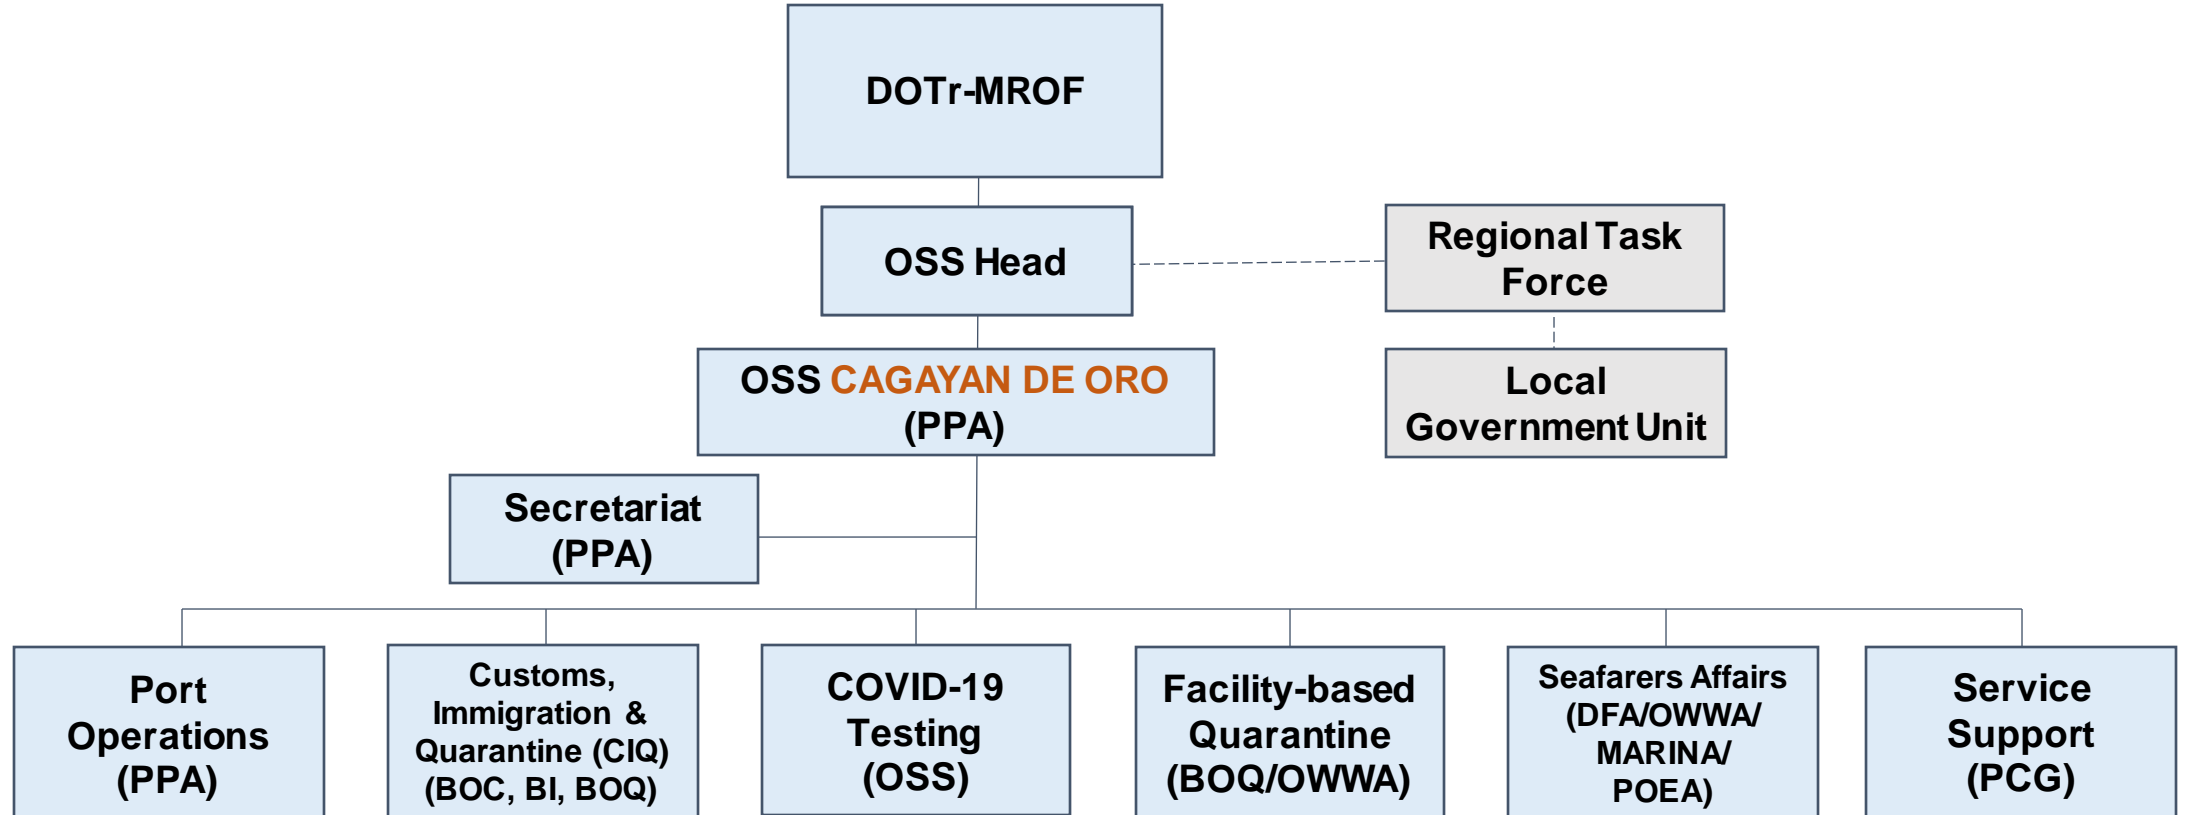 DOTr-MROF
OSS Head
Regional Task
Force
OSS CAGAYAN DE ORO
(PPA)
Local
Government Unit
Secretariat
(PPA)
Port
Operations
(PPA)
Customs,
Immigration &
Quarantine (CIQ)
(BOC, BI, BOQ)
COVID-19
Testing
(OSS)
Facility-based
Quarantine
(BOQ/OWWA)
Seafarers Affairs
(DFA/OWWA/
MARINA/
POEA)
Service
Support
(PCG)